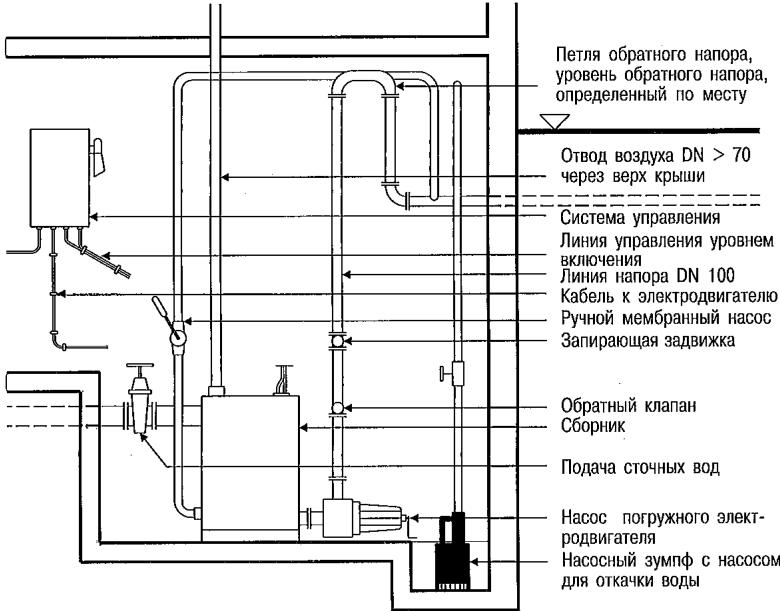 Петля обратного напора,
уровень обратного напора,
определенный по месту
Отвод воздуха DN > 70
через верх крыши
Система управления
Линия управления уровнем
включения
Линия напора DN 100
Кабель к электродвигателю
Ручной мембранный насос
Запирающая задвижка
Обратный клапан
Сборник
Подача сточных вод
Насос погружного элект-
родвигателя
Насосный зумпф с насосом
для откачки воды